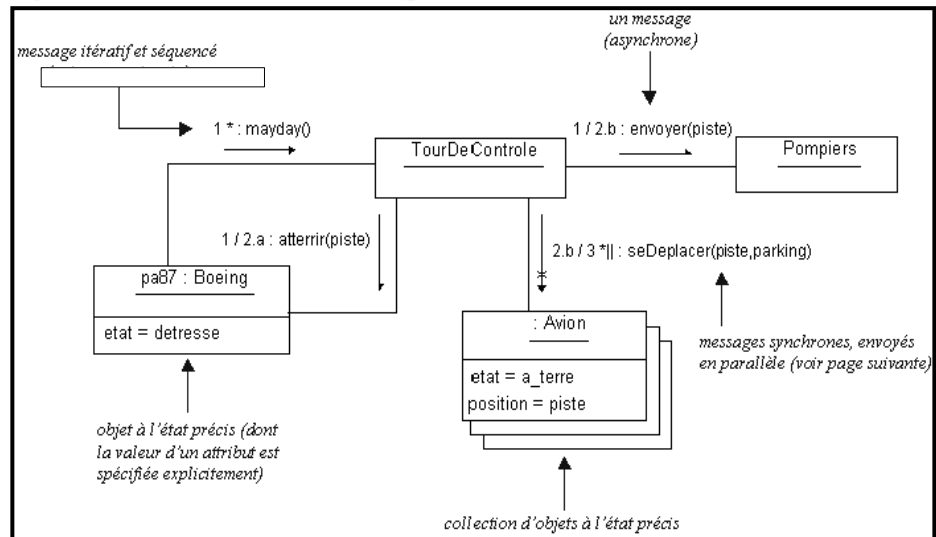 un message
(asynchrone)
message itératif et séquencé
1 * : mayday()
1 / 2.b : envoyer(piste)
TourDeControle
Pompiers
1 / 2.a : atterrir(piste)
2.b / 3 *|| : seDeplacer(piste,parking)
pa87 : Boeing
etat = detresse
: Avion
etat = a_terre
position = piste
messages synchrones, envoyés
en parallèle (voir page suivante)
objet à l'état précis (dont
la valeur d'un attribut est
spécifiée explicitement)
collection d'objets à l'état précis